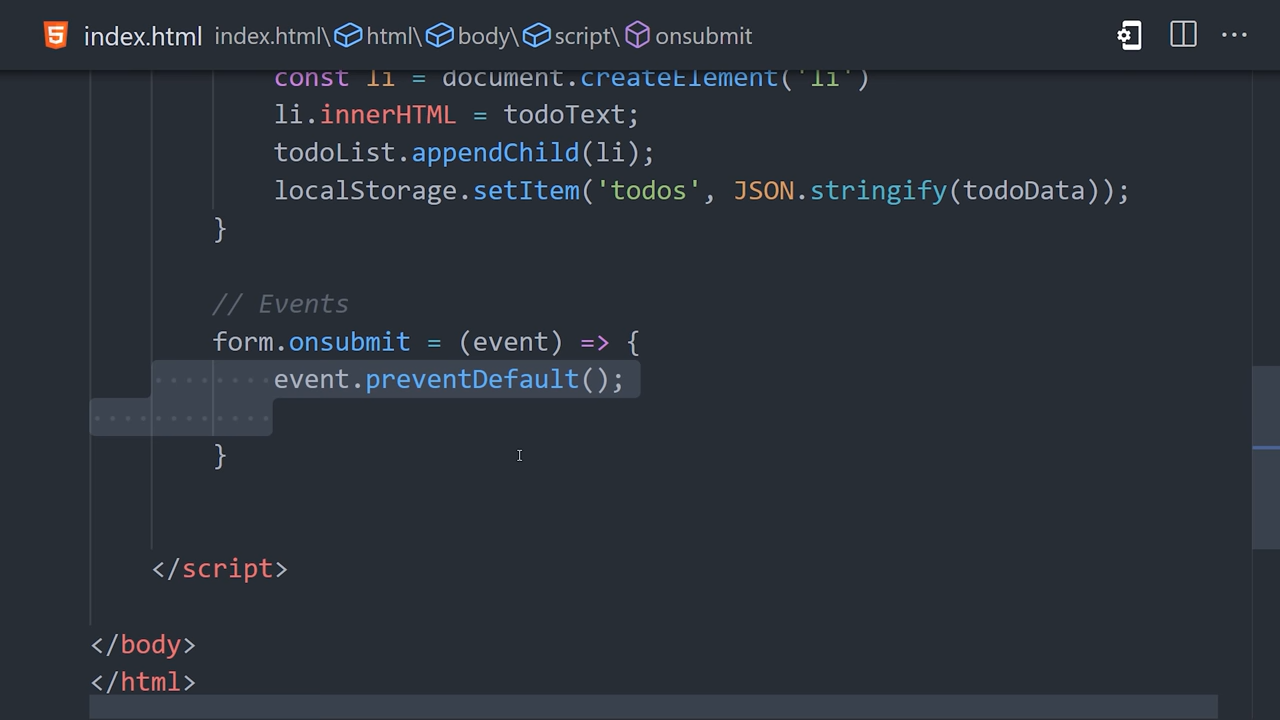 index.html index.html\html\body\script\onsubmit ...
const li = document.createElement('li')
li.innerHTML = todoText;
todoList.appendChild(li);
localStorage.setItem('todos', JSON.stringify(todoData));
}
// Events
form.onsubmit = (event) => {
event.preventDefault();
}
</script>
</body>
</html>